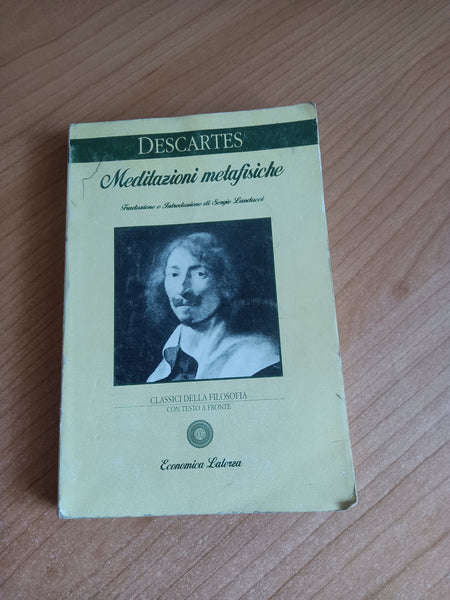 DESCARTES
Meditazioni metafisiche
Traduzione e Introduzione di Sergio Landucci
CLASSICI DELLA FILOSOFIA
CON TESTO A FRONTE
Economica Laterza